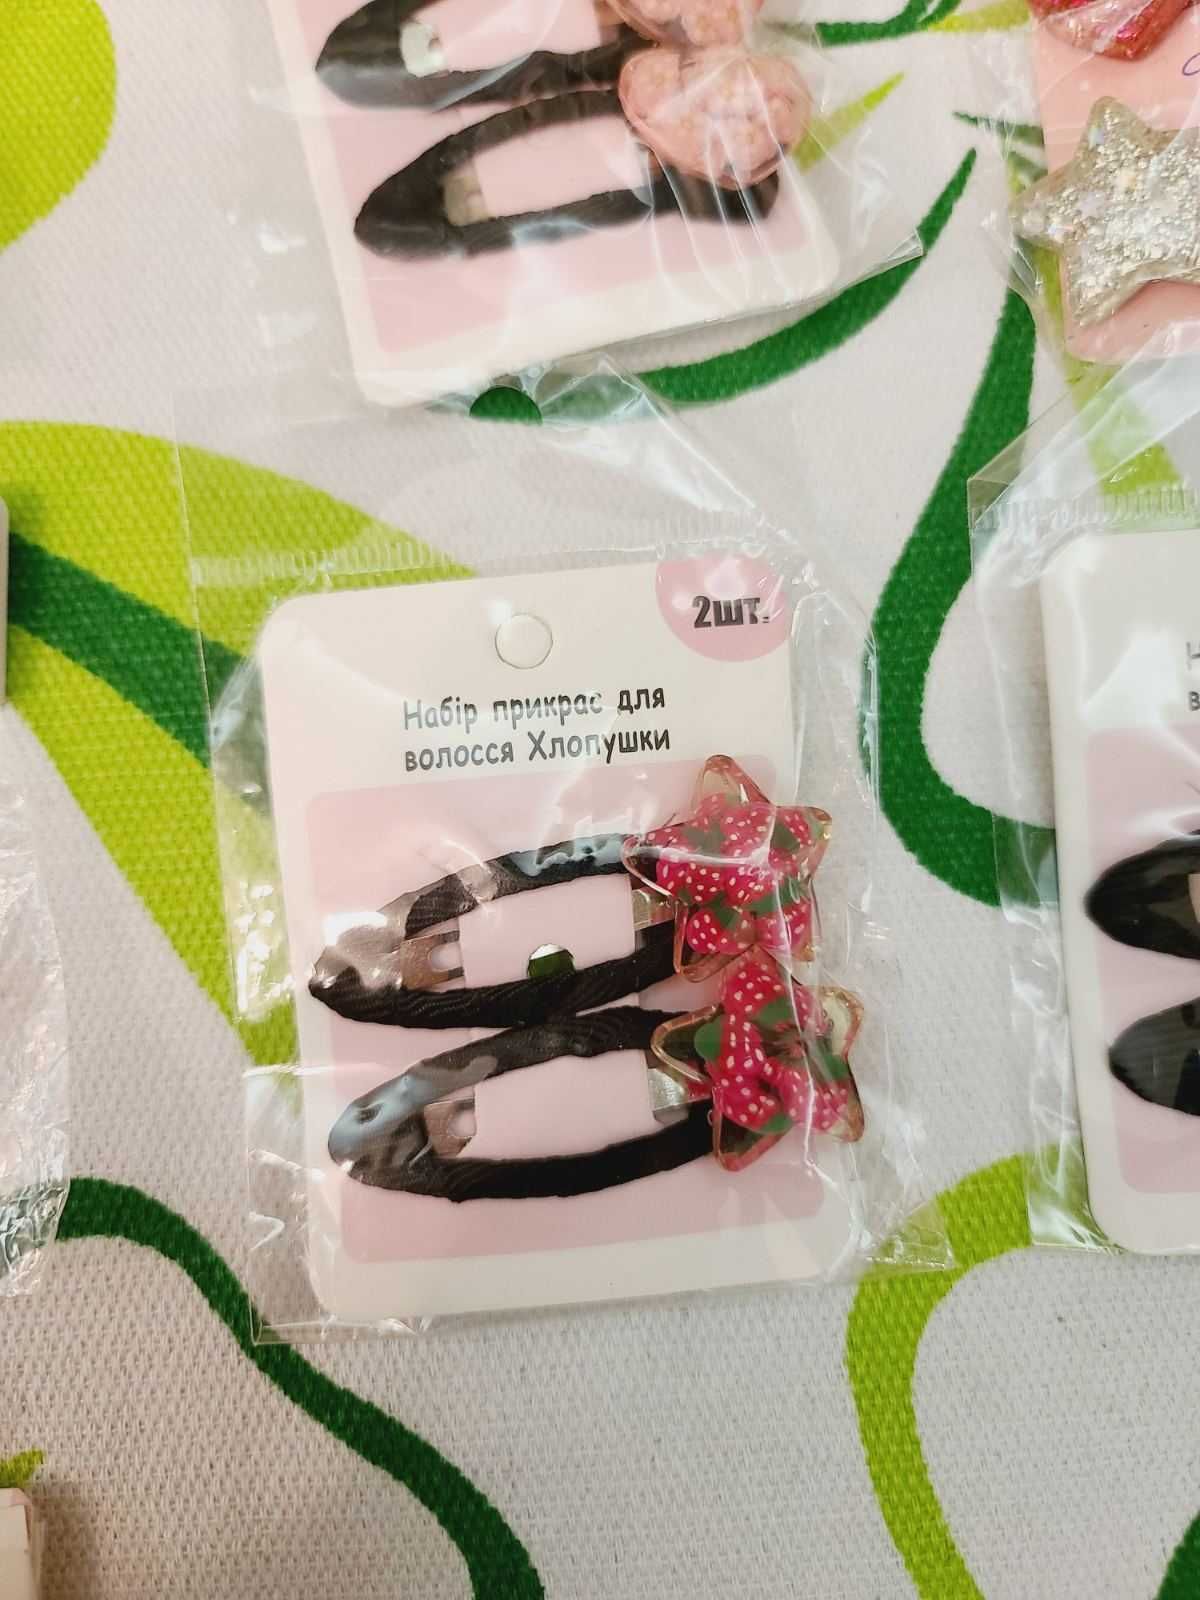 2шт.
Набір прикрас для
волосся Хлопушки